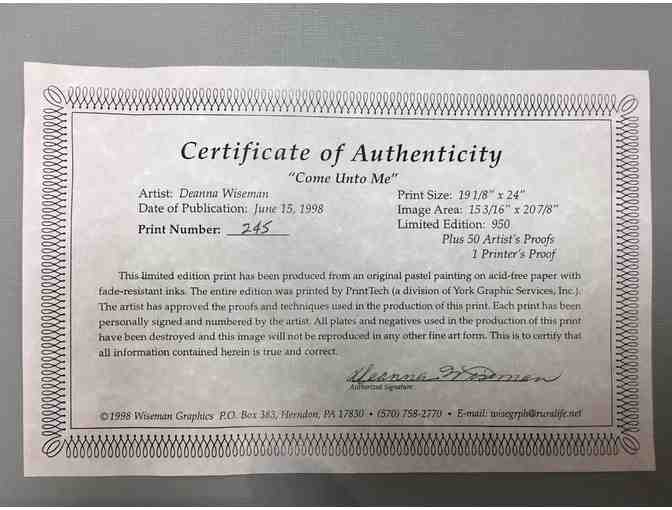 Certificate of Authenticity
"Come Unto Me"
Artist: Deanna Wiseman
Date of Publication: June 15, 1998
Print Number: 245
Print Size: 19 1/8" x 24"
Image Area: 15 3/16" x 20 7/8"
Limited Edition: 950
Plus 50 Artist's Proofs
1 Printer's Proof
This limited edition print has been produced from an original pastel painting on acid-free paper with
fade-resistant inks. The entire edition was printed by PrintTech (a division of York Graphic Services, Inc.).
The artist has approved the proofs and techniques used in the production of this print. Each print has been
personally signed and numbered by the artist. All plates and negatives used in the production of this print
have been destroyed and this image will not be reproduced in any other fine art form. This is to certify that
all information contained herein is true and correct.
Deanna Wiseman
Authorized Signature
©1998 Wiseman Graphics P.O. Box 383, Herndon, PA 17830 • (570) 758-2770 • E-mail: wisegrph@ruralife.net